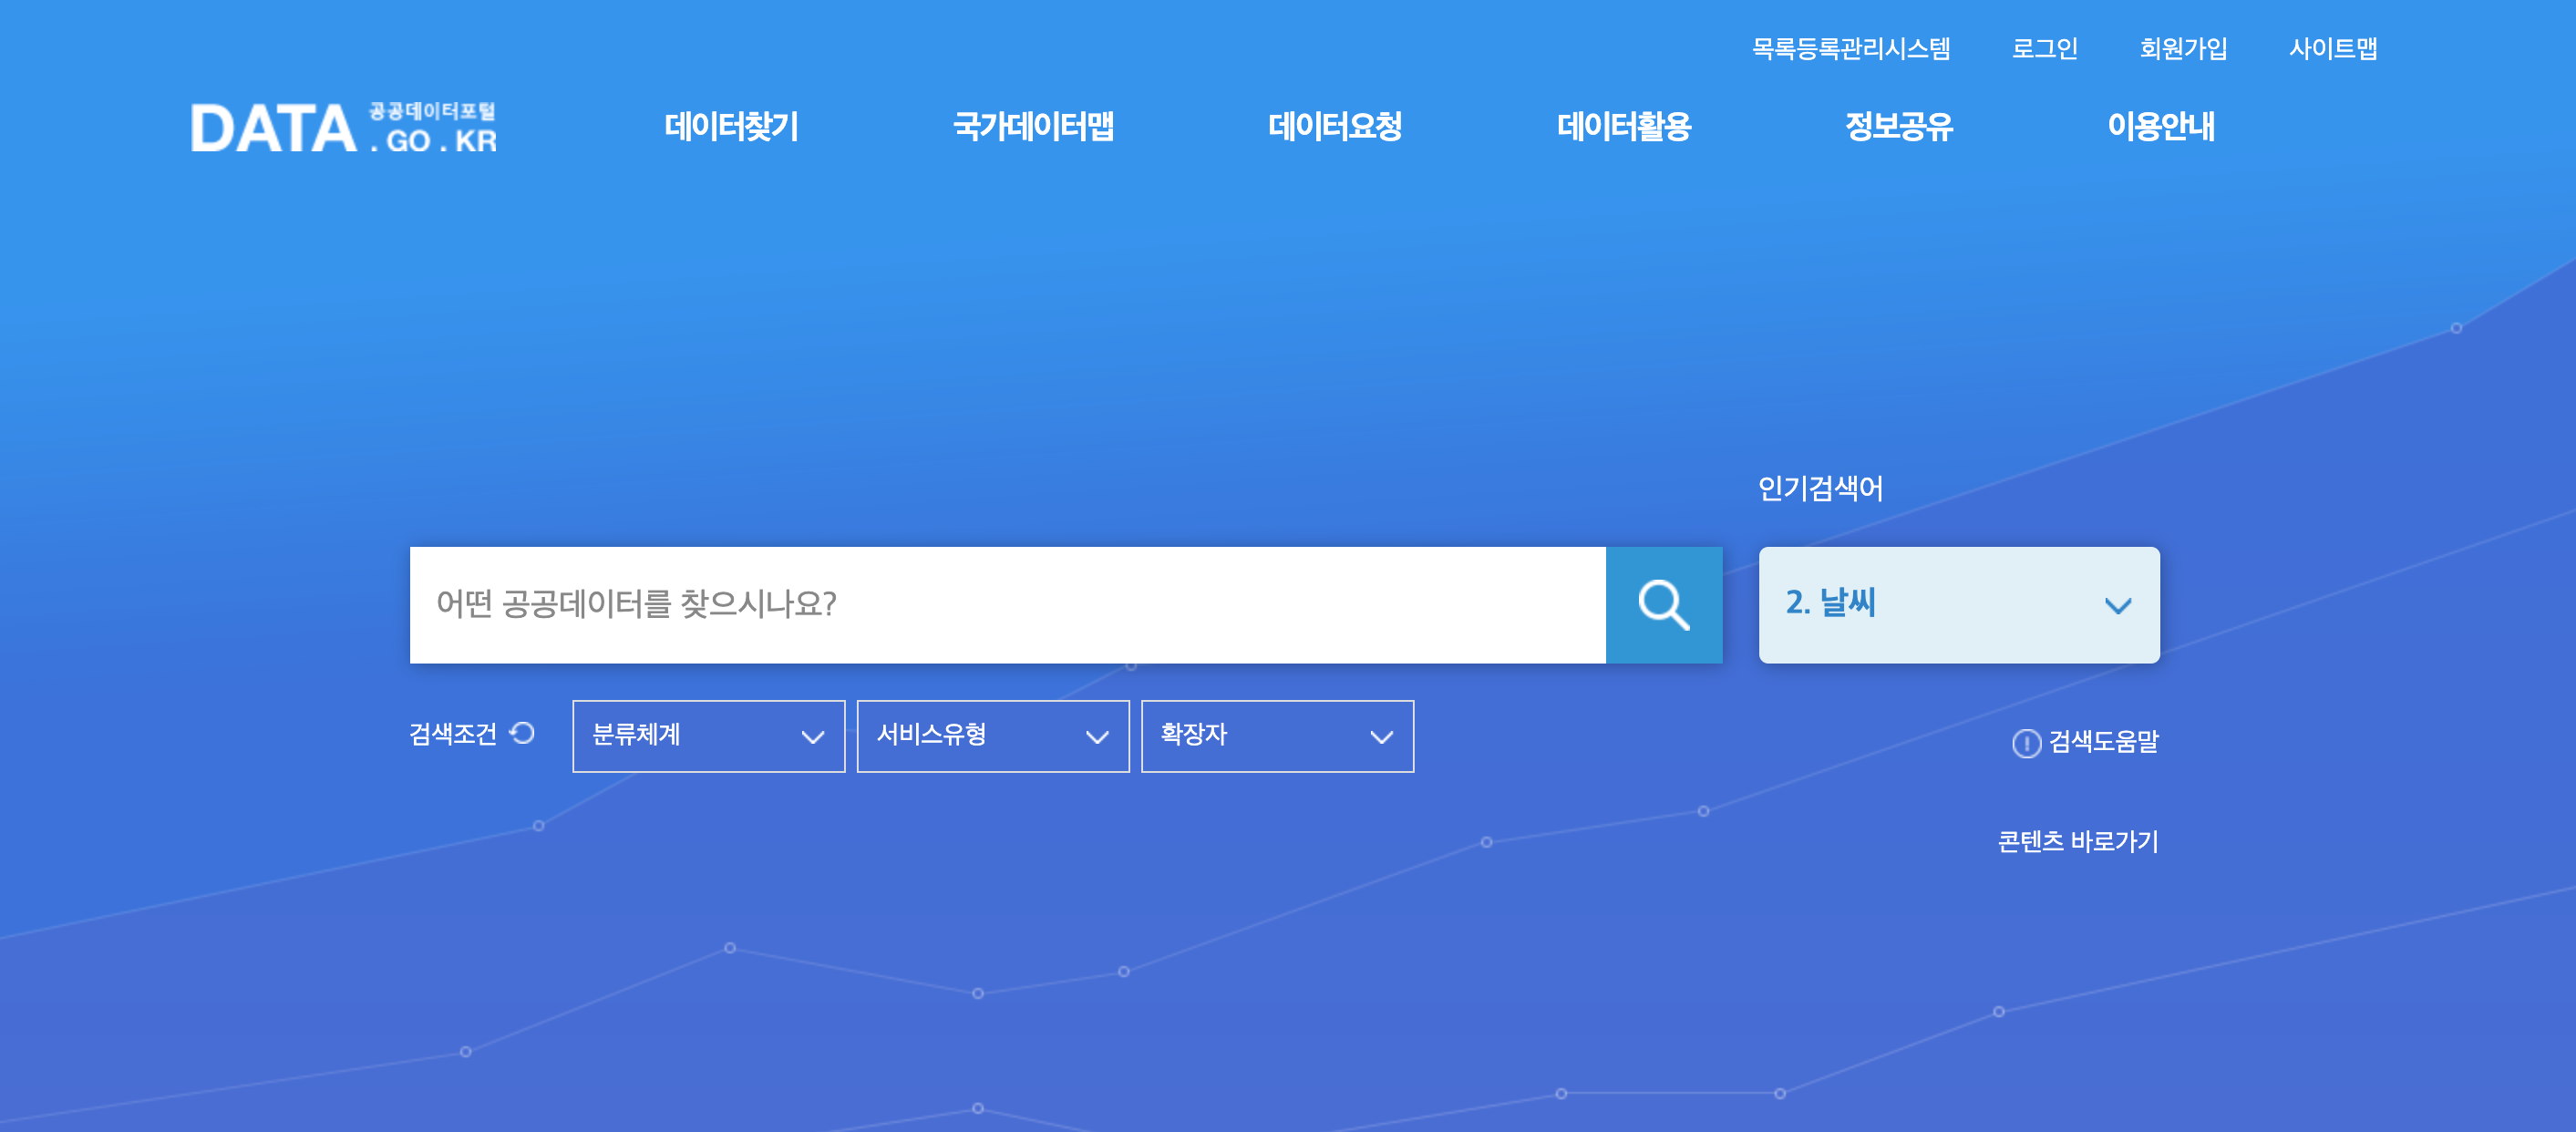 목록등록관리시스템 로그인 회원가입 사이트맵
DATA 공공데이터포털
. GO . KR
데이터찾기 국가데이터맵 데이터요청 데이터활용 정보공유 이용안내
인기검색어
어떤 공공데이터를 찾으시나요?
2. 날씨
검색조건 분류체계 서비스유형 확장자
검색도움말
콘텐츠 바로가기